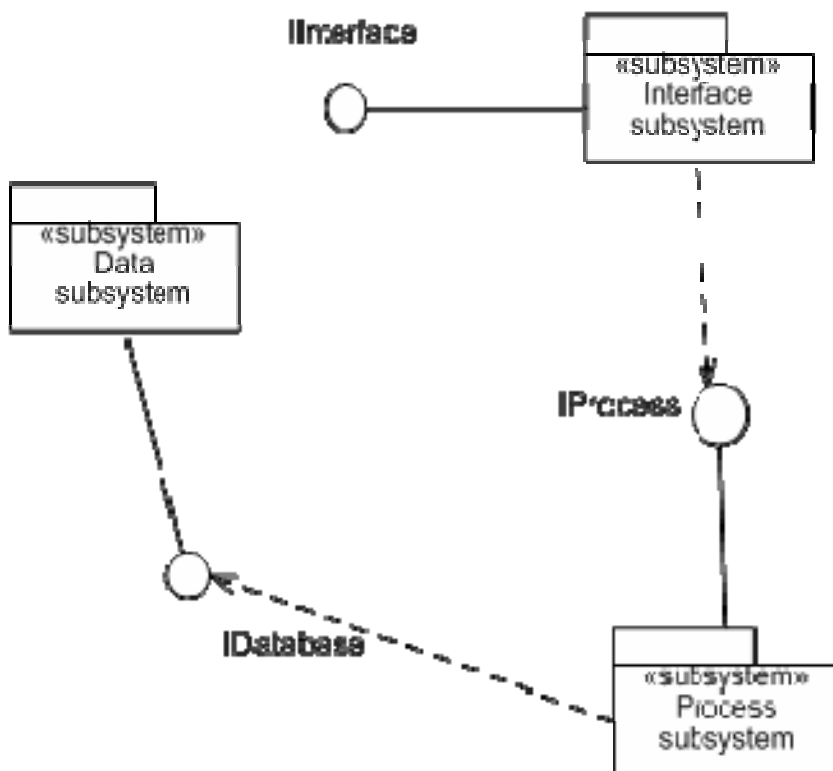 IInterface
«subsystem»
Interface
subsystem
«subsystem»
Data
subsystem
IProcess
IDatabase
«subsystem»
Process
subsystem